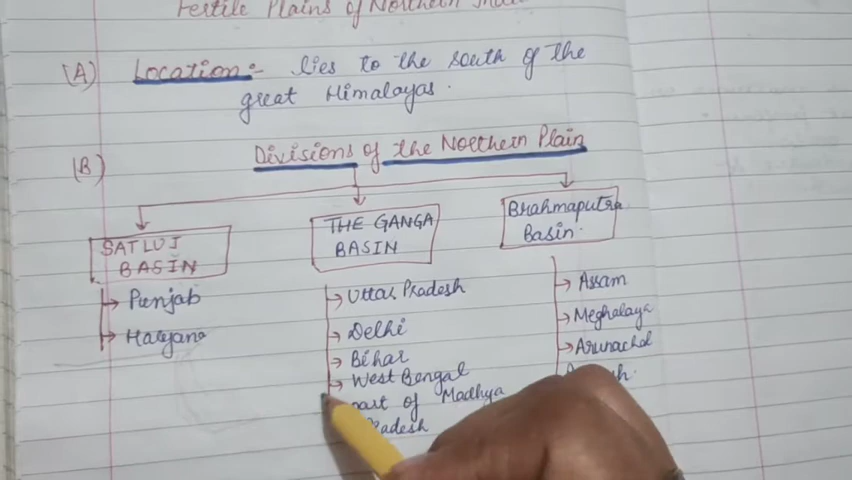 Fertile Plains of Northern
(A) Location:- lies to the south of the
great Himalayas.
(B) Divisions of the Northern Plain
SATLUJ
BASIN
Punjab
Haryana
THE GANGA
BASIN
Uttar Pradesh
Delhi
Bihar
West Bengal
part of Madhya
Pradesh
Brahmaputra
Basin.
Assam
Meghalaya
Arunachal